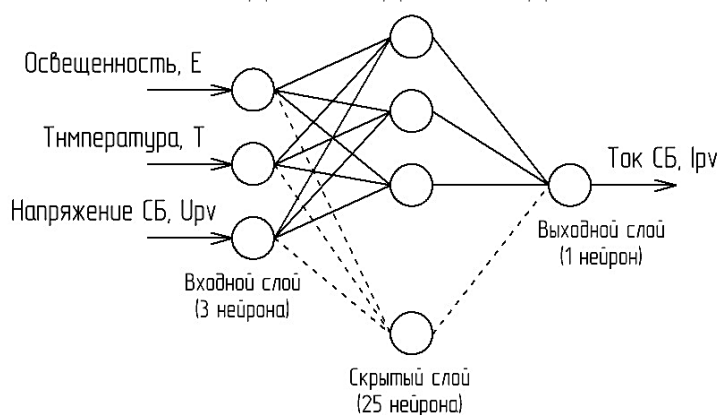 Освещенность, E
Тнмпература, T
Напряжение СБ, Upv
Ток СБ, Ipv
Выходной слой
(1 нейрон)
Входной слой
(3 нейрона)
Скрытый слой
(25 нейрона)